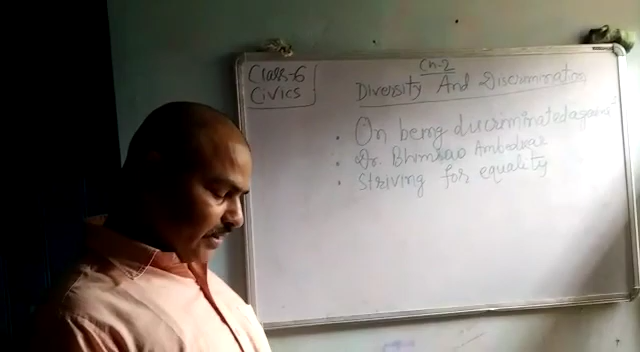 Class-6
Civics
Ch-2
Diversity And Discrimination
• On being discriminated against
• Dr. Bhimrao Ambedkar
• Striving for equality